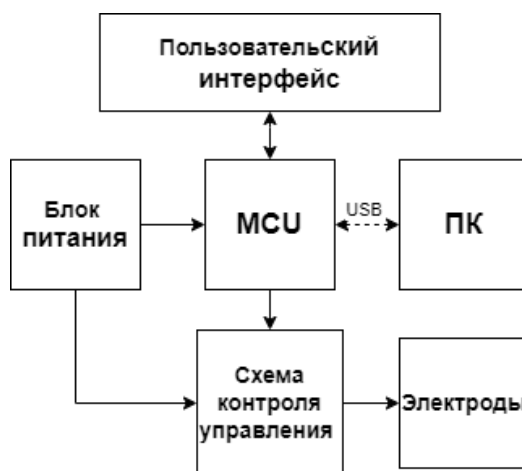 Пользовательский
интерфейс
Блок
питания
MCU
USB
ПК
Схема
контроля
управления
Электроды